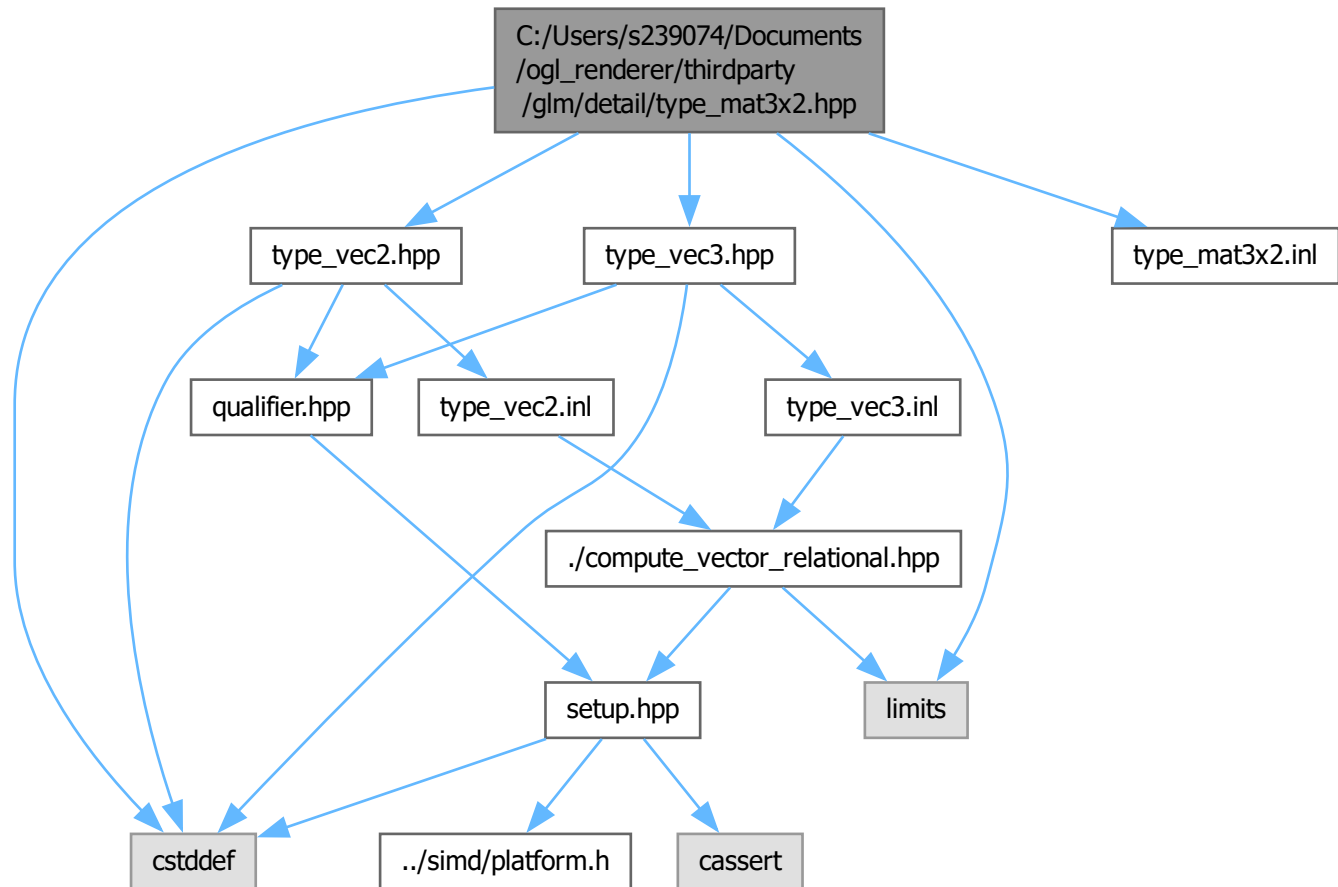 C:/Users/s239074/Documents
/ogl_renderer/thirdparty
/glm/detail/type_mat3x2.hpp
type_vec2.hpp
type_vec3.hpp
type_mat3x2.inl
qualifier.hpp
type_vec2.inl
type_vec3.inl
./compute_vector_relational.hpp
setup.hpp
limits
cstddef
../simd/platform.h
cassert